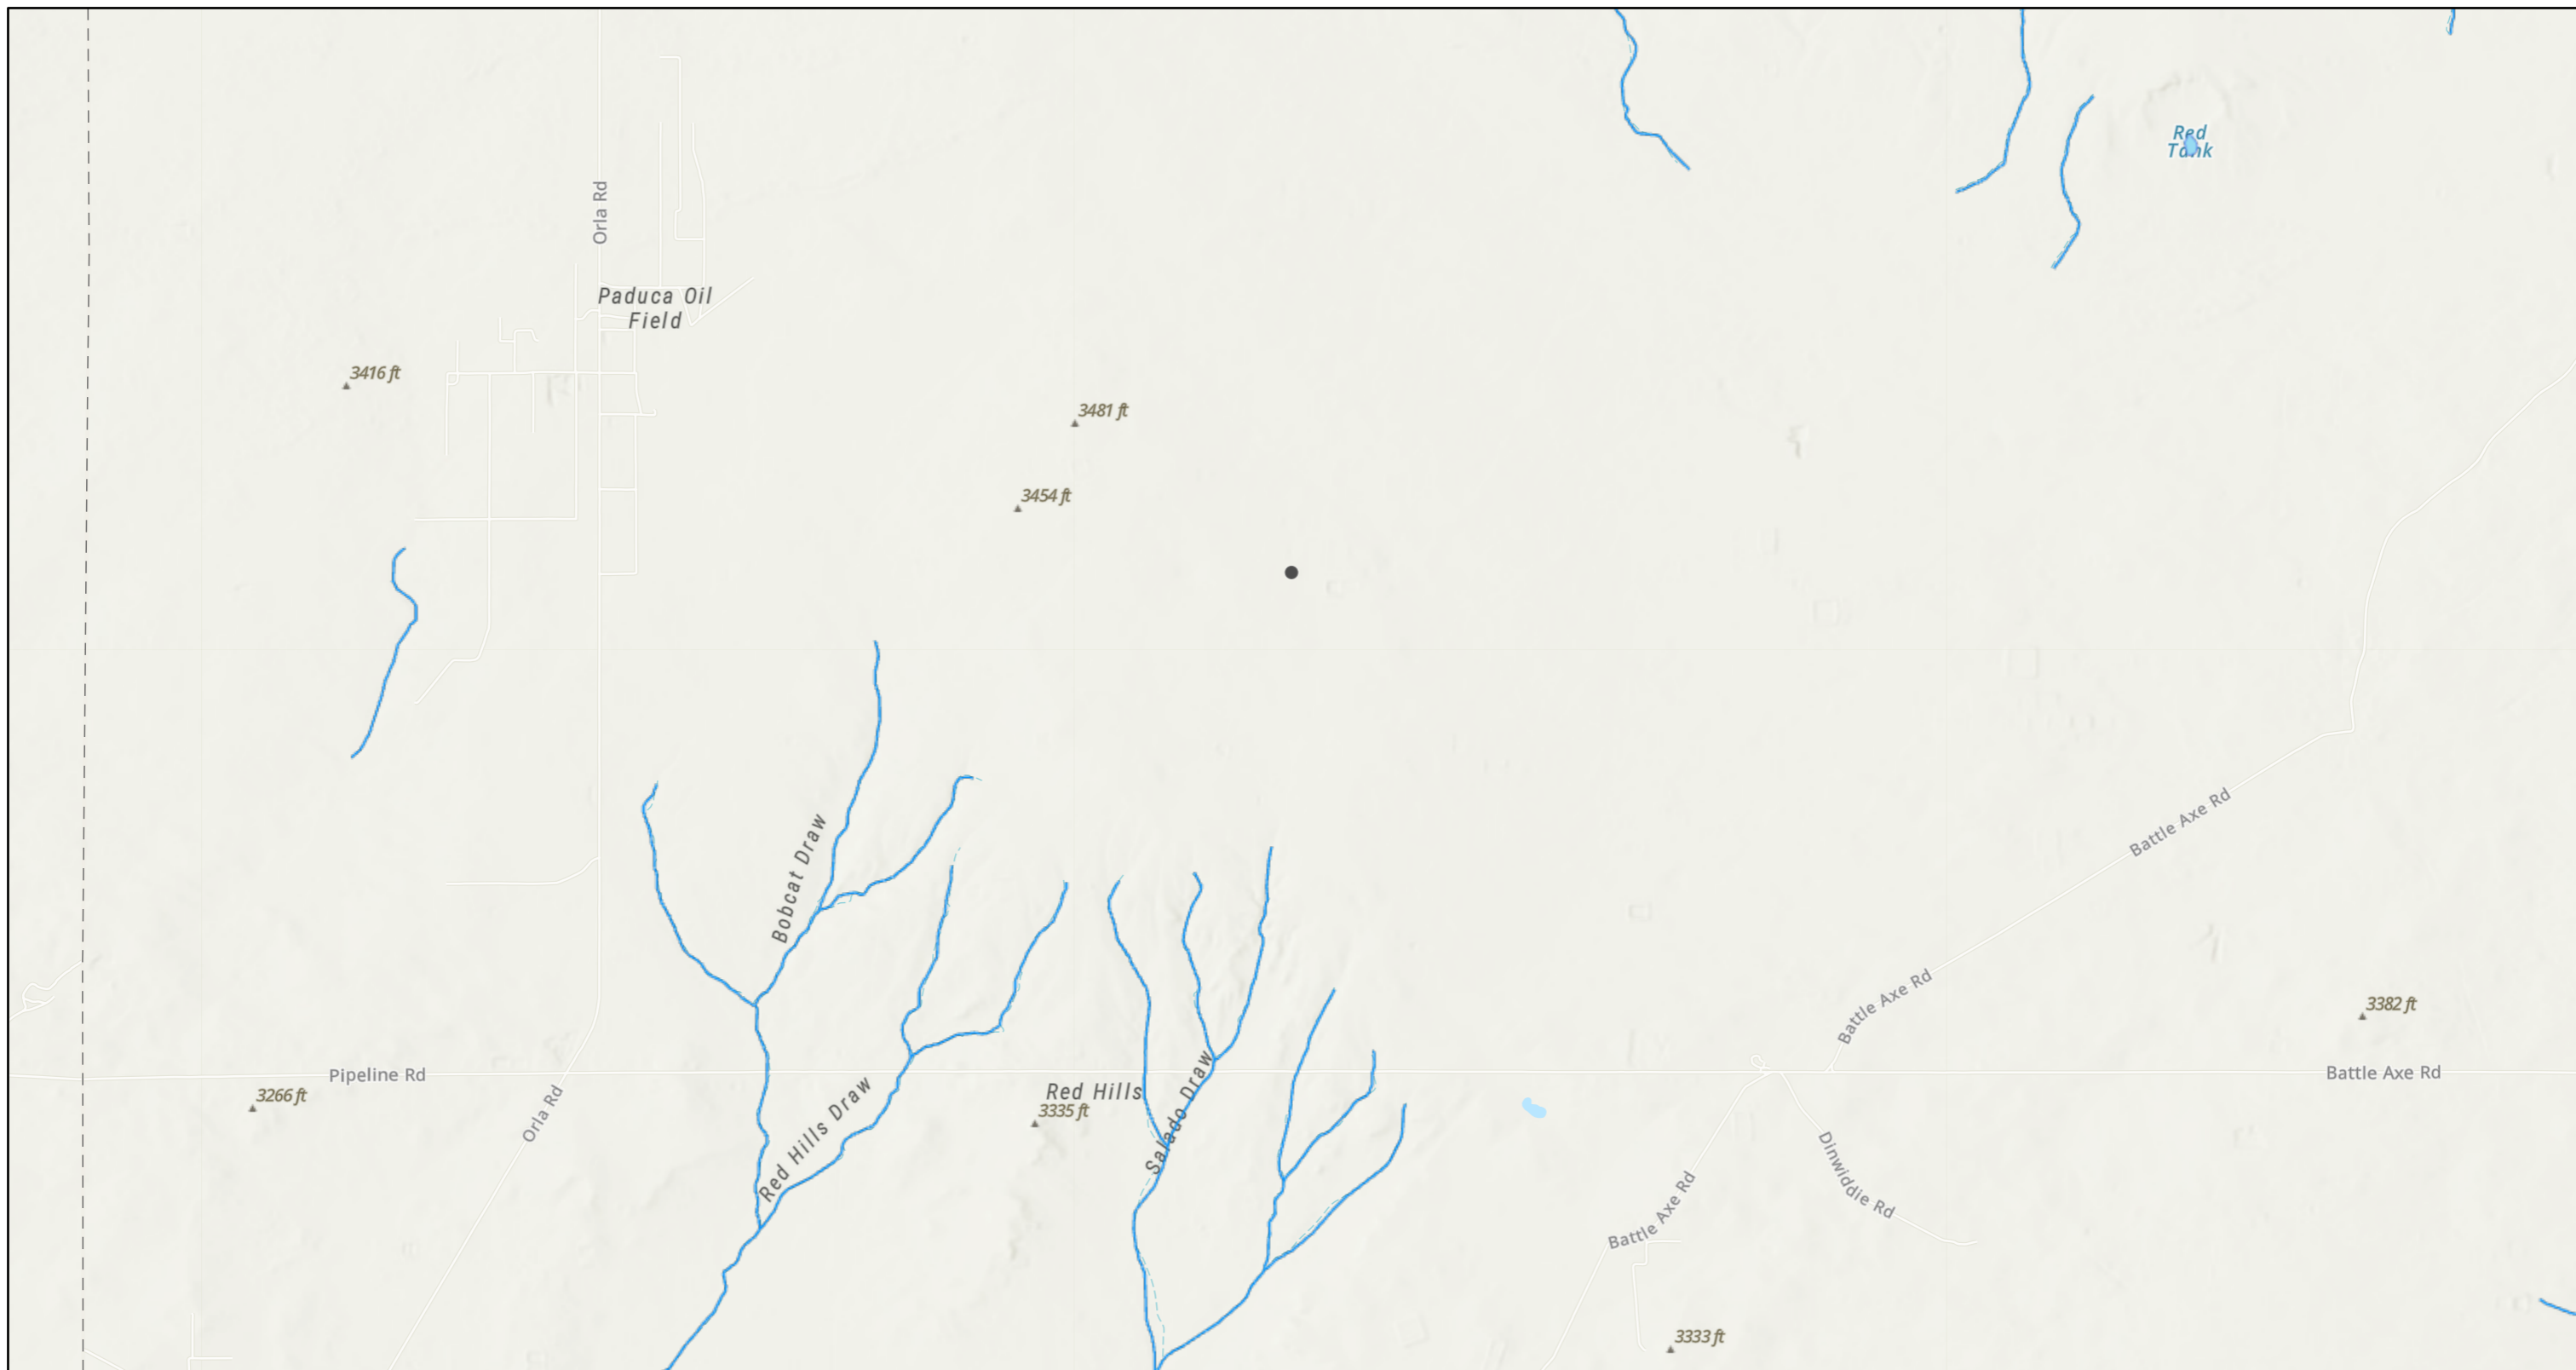 Red
Tank
Orla Rd
Paduca Oil
Field
3416 ft
3481 ft
3454 ft
Battle Axe Rd
Bobcat Draw
Battle Axe Rd
3382 ft
Pipeline Rd
Battle Axe Rd
3266 ft
Orla Rd
Red Hills Draw
Red Hills
3335 ft
Salado Draw
Dinwiddie Rd
Battle Axe Rd
3333 ft